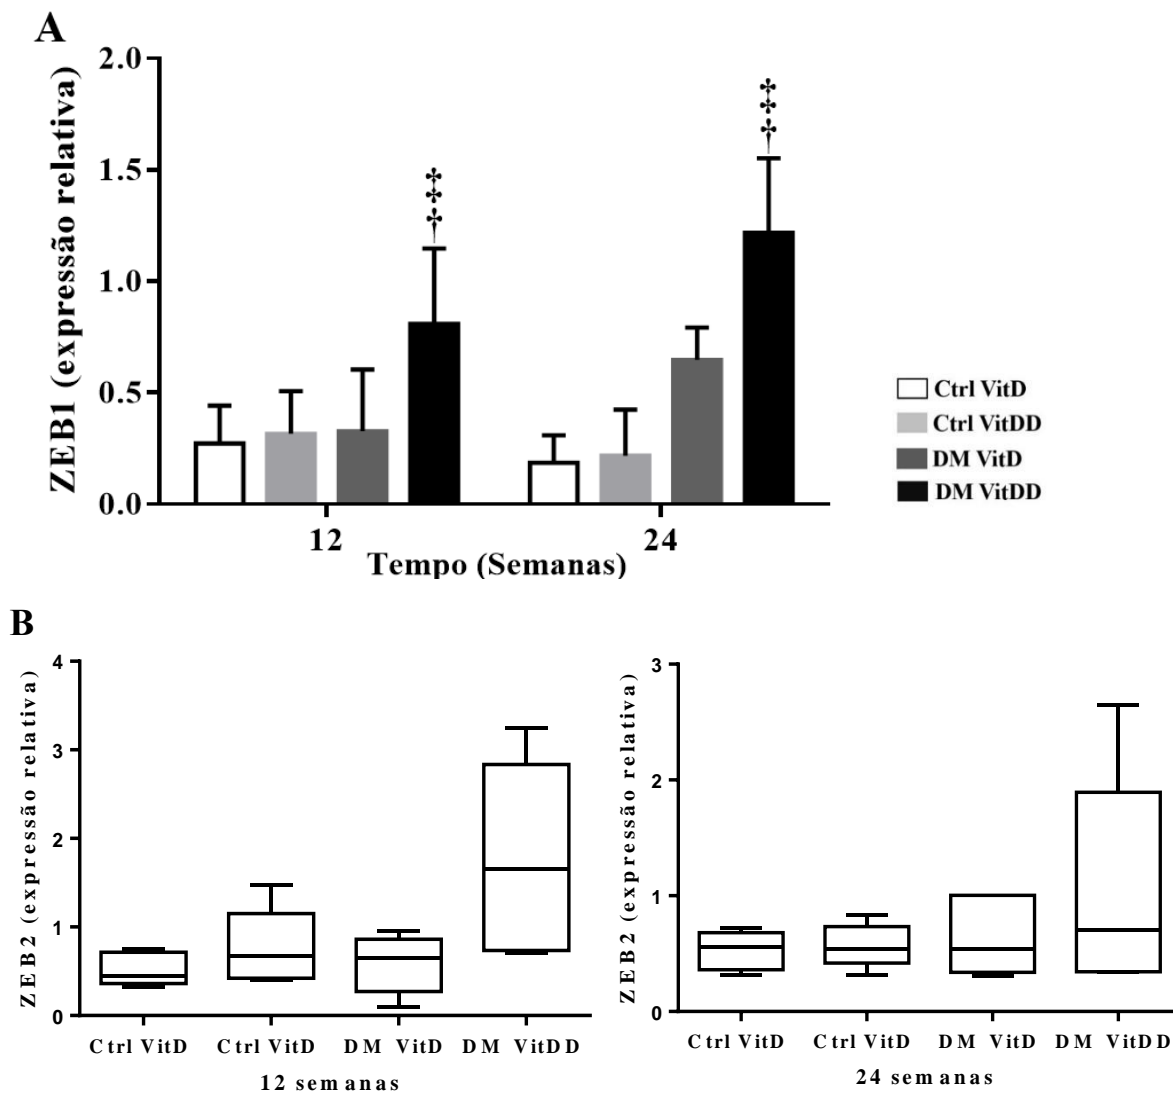 A
ZEB1 (expressão relativa)
2.0
1.5
1.0
0.5
0.0
‡‡†
‡‡†
12
24
Tempo (Semanas)
Ctrl VitD
Ctrl VitDD
DM VitD
DM VitDD
B
ZEB2 (expressão relativa)
4
3
2
1
0
Ctrl VitD Ctrl VitD DM VitD DM VitDD
12 semanas
ZEB2 (expressão relativa)
3
2
1
0
Ctrl VitD Ctrl VitD DM VitD DM VitDD
24 semanas